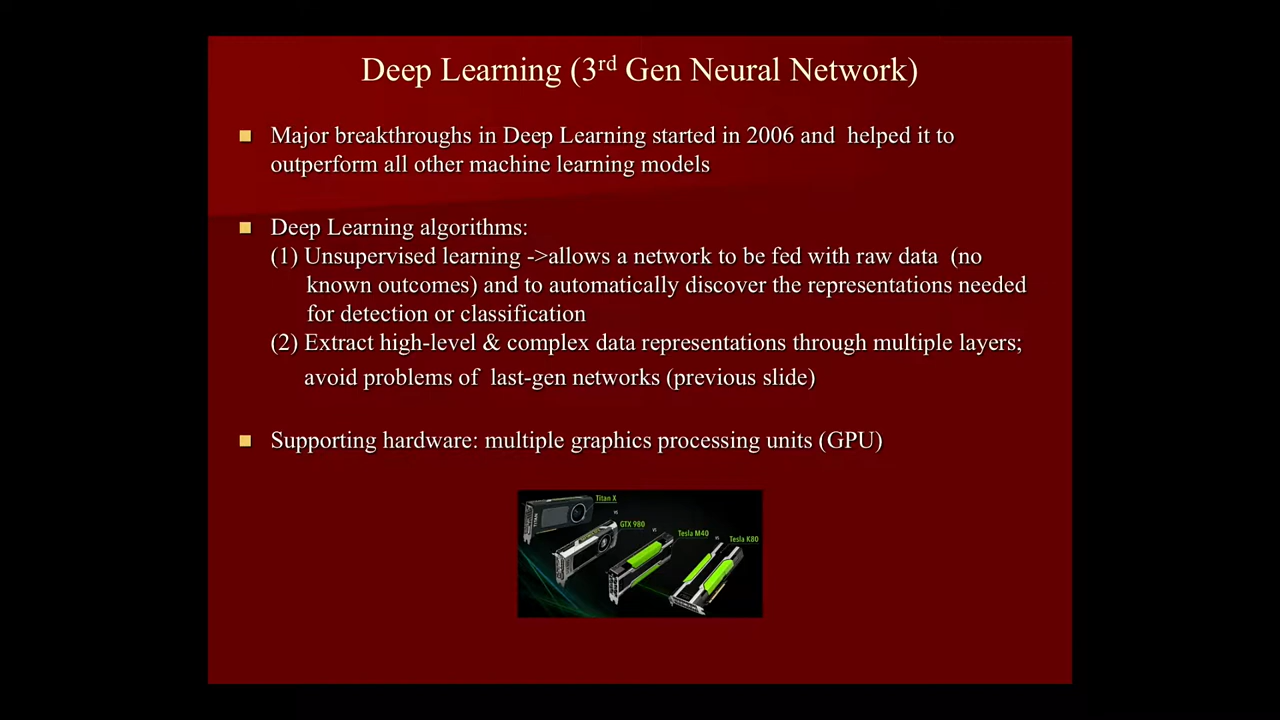 Deep Learning (3rd Gen Neural Network)
Major breakthroughs in Deep Learning started in 2006 and helped it to
outperform all other machine learning models
Deep Learning algorithms:
(1) Unsupervised learning ->allows a network to be fed with raw data (no
known outcomes) and to automatically discover the representations needed
for detection or classification
(2) Extract high-level & complex data representations through multiple layers;
avoid problems of last-gen networks (previous slide)
Supporting hardware: multiple graphics processing units (GPU)
Titan X
vs
GTX 980
vs
Tesla M40
vs
Tesla K80
TITAN